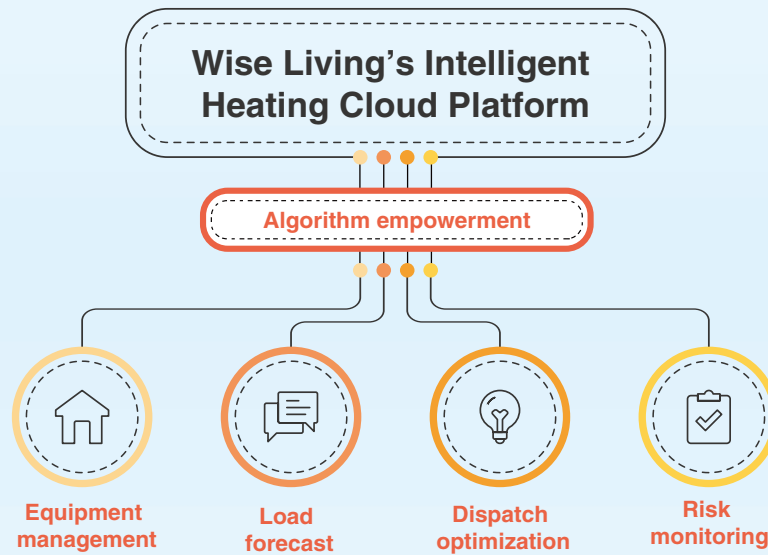 Wise Living's Intelligent
Heating Cloud Platform
Algorithm empowerment
Equipment
management
Load
forecast
Dispatch
optimization
Risk
monitoring